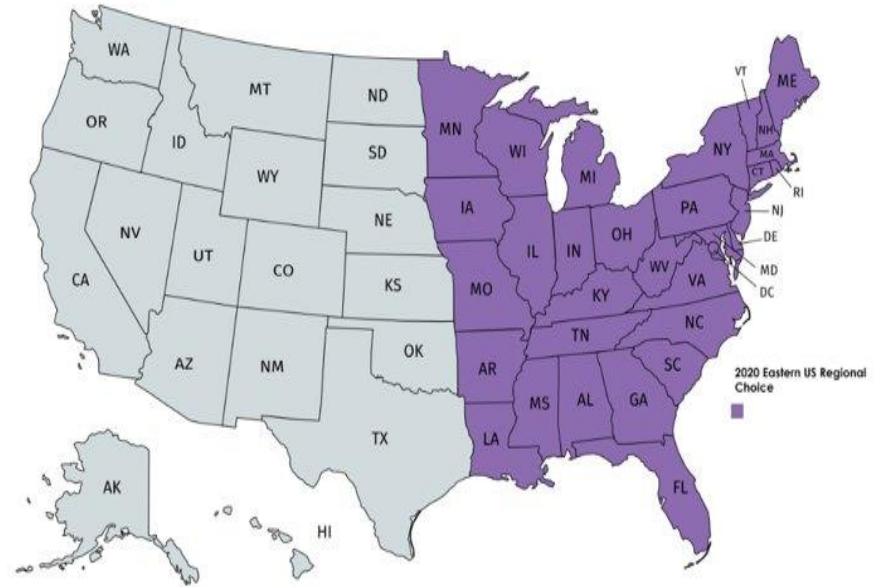 WA
MT
ND
MN
VT
ME
OR
ID
SD
WI
MI
NY
NH
MA
CT
RI
WY
IA
PA
NJ
NV
NE
IL
IN
OH
DE
UT
CO
WV
MD
CA
KS
MO
KY
VA
DC
TN
NC
AZ
NM
OK
AR
SC
2020 Eastern US Regional
Choice
MS
AL
GA
TX
LA
FL
AK
HI